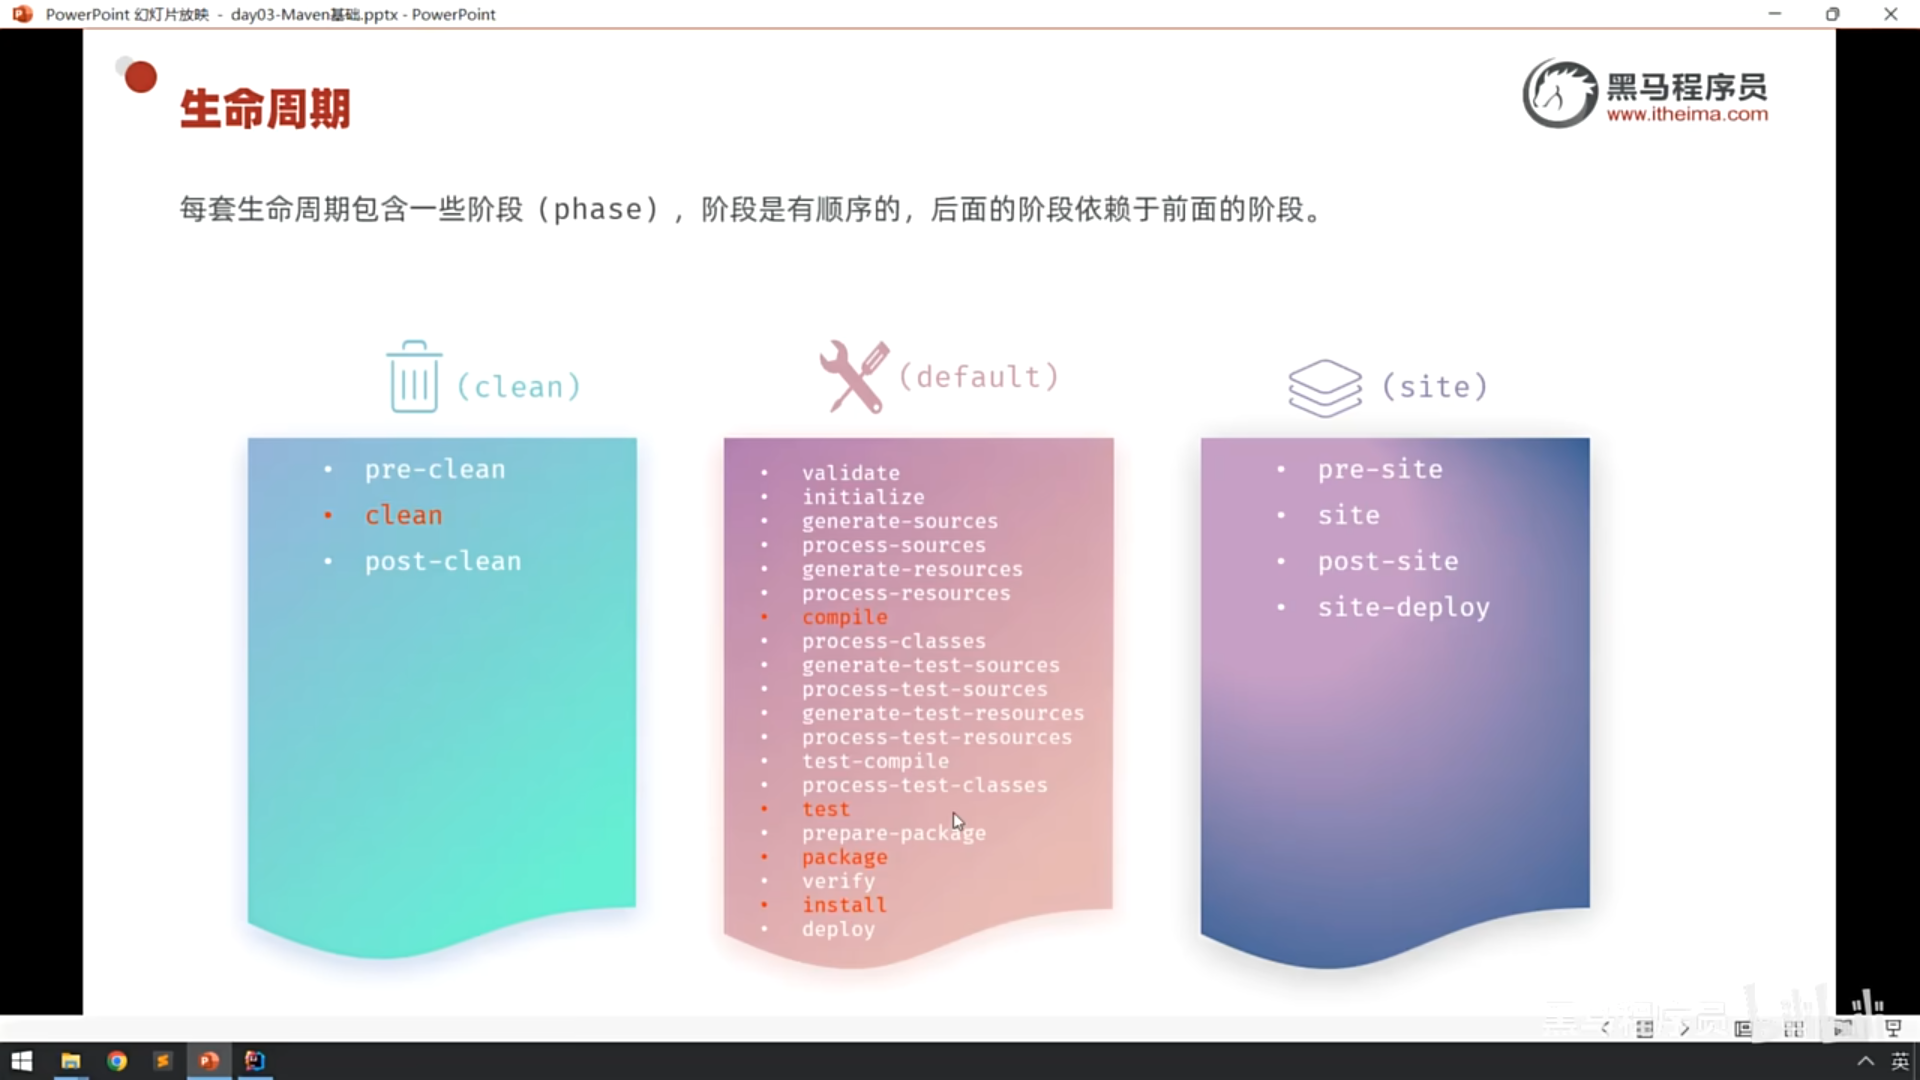 PowerPoint 幻灯片放映 - day03-Maven基础.pptx - PowerPoint
生命周期
黑马程序员
www.itheima.com
每套生命周期包含一些阶段（phase），阶段是有顺序的，后面的阶段依赖于前面的阶段。
(clean)
• pre-clean
• clean
• post-clean
(default)
• validate
• initialize
• generate-sources
• process-sources
• generate-resources
• process-resources
• compile
• process-classes
• generate-test-sources
• process-test-sources
• generate-test-resources
• process-test-resources
• test-compile
• process-test-classes
• test
• prepare-package
• package
• verify
• install
• deploy
(site)
• pre-site
• site
• post-site
• site-deploy
黑马程序员
英